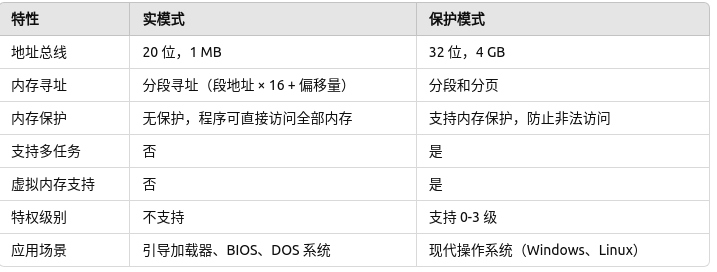 特性 实模式 保护模式
地址总线 20 位，1 MB 32 位，4 GB
内存寻址 分段寻址（段地址 × 16 + 偏移量） 分段和分页
内存保护 无保护，程序可直接访问全部内存 支持内存保护，防止非法访问
支持多任务 否 是
虚拟内存支持 否 是
特权级别 不支持 支持 0-3 级
应用场景 引导加载器、BIOS、DOS 系统 现代操作系统（Windows、Linux）